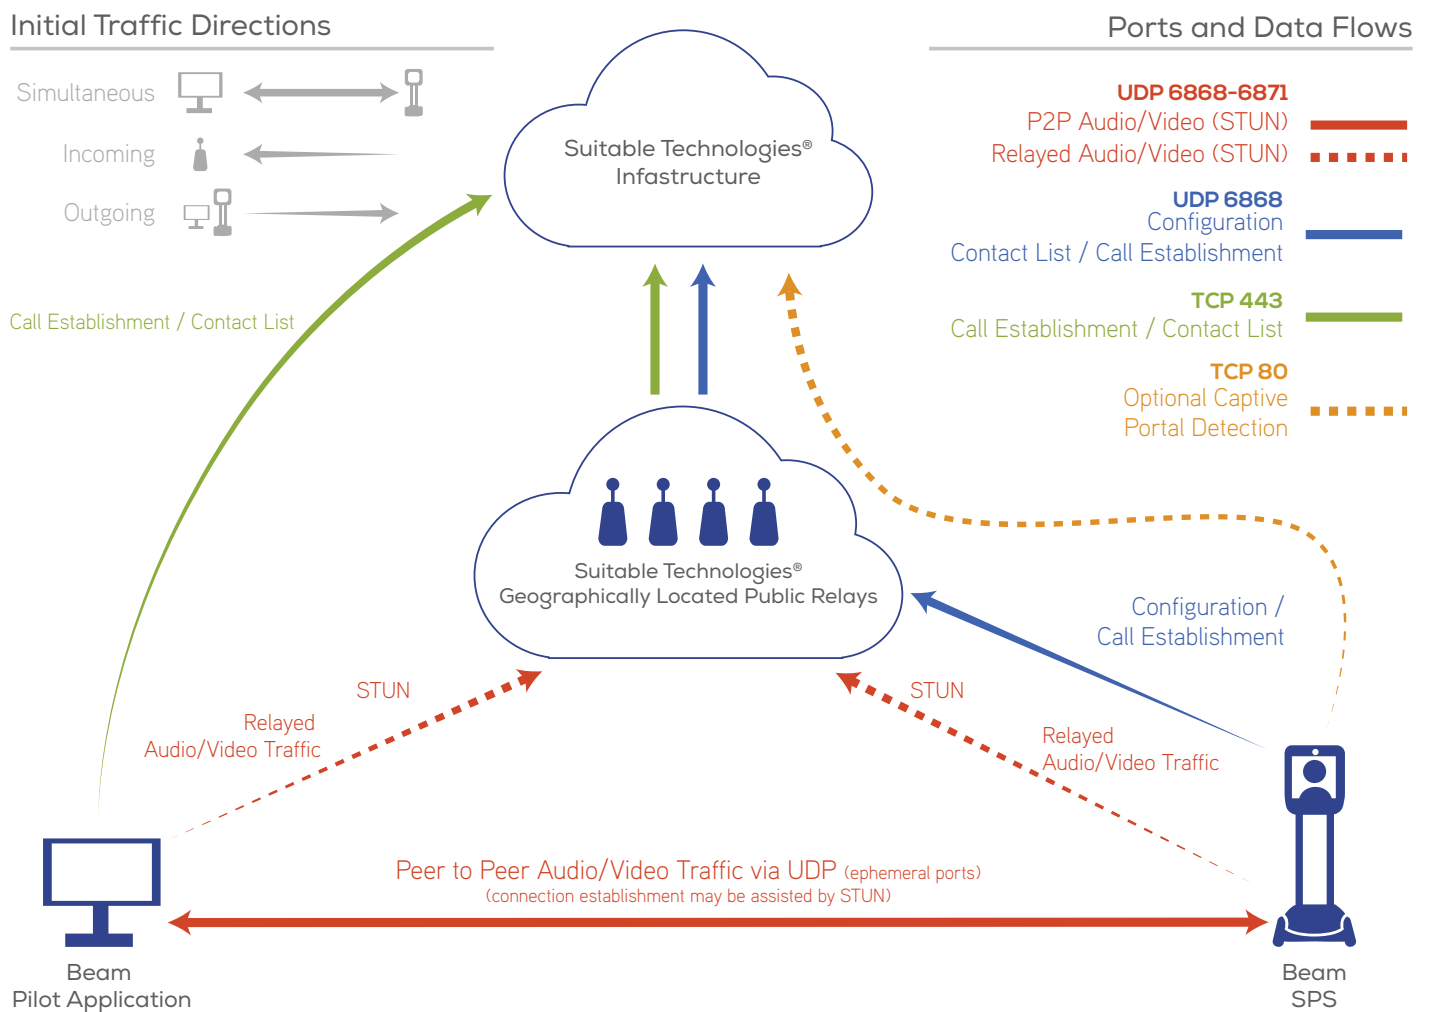 Initial Traffic Directions
Simultaneous
Incoming
Outgoing
Ports and Data Flows
UDP 6868-6871
P2P Audio/Video (STUN)
Relayed Audio/Video (STUN)
UDP 6868
Configuration
Contact List / Call Establishment
TCP 443
Call Establishment / Contact List
TCP 80
Optional Captive
Portal Detection
Suitable Technologies®
Infastructure
Call Establishment / Contact List
Suitable Technologies®
Geographically Located Public Relays
Configuration /
Call Establishment
STUN
Relayed
Audio/Video Traffic
STUN
Relayed
Audio/Video Traffic
Peer to Peer Audio/Video Traffic via UDP (ephemeral ports)
(connection establishment may be assisted by STUN)
Beam
Pilot Application
Beam
SPS